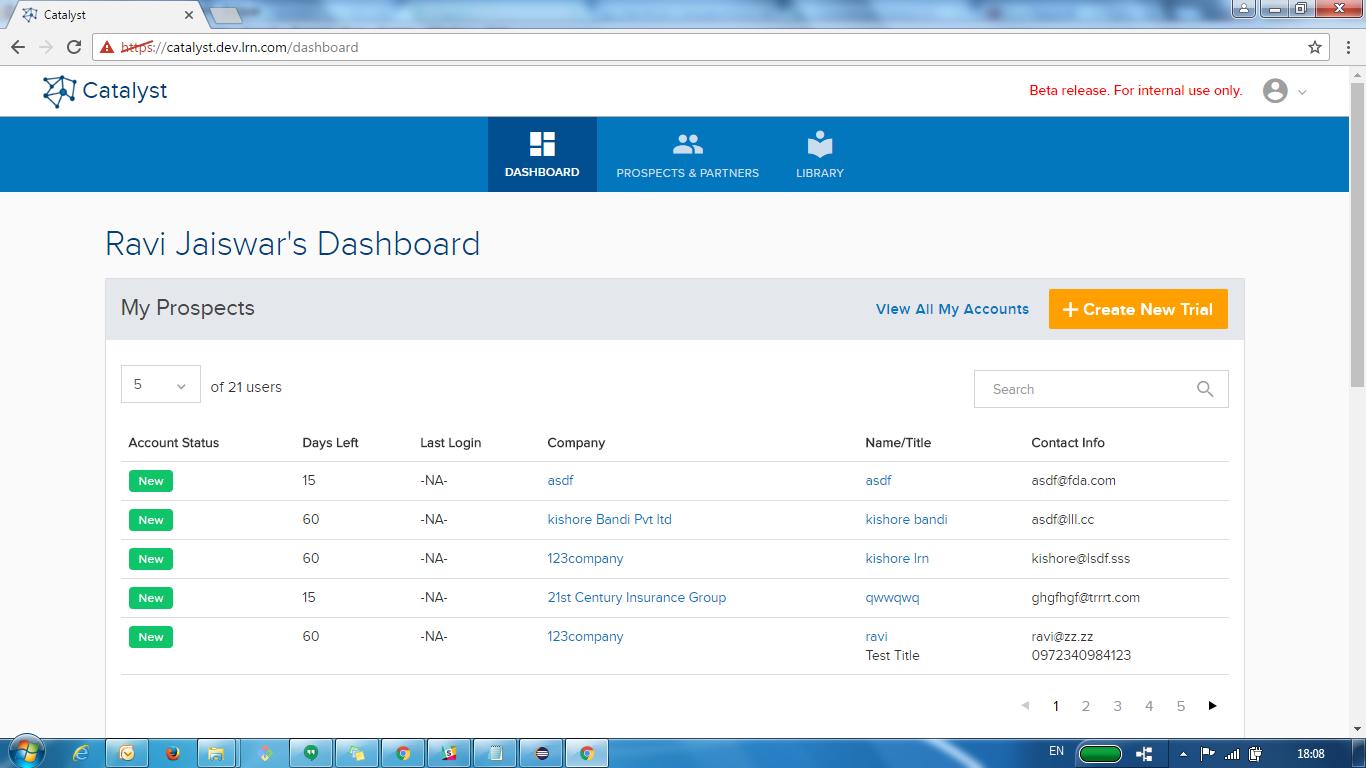 Catalyst
https://catalyst.dev.lrn.com/dashboard
Catalyst
Beta release. For internal use only.
DASHBOARD
PROSPECTS & PARTNERS
LIBRARY
Ravi Jaiswar's Dashboard
My Prospects
VIew All My Accounts
+ Create New Trial
5 of 21 users
Search
Account Status Days Left Last Login Company Name/Title Contact Info
New 15 -NA- asdf asdf asdf@fda.com
New 60 -NA- kishore Bandi Pvt ltd kishore bandi asdf@lll.cc
New 60 -NA- 123company kishore lrn kishore@lsdf.sss
New 15 -NA- 21st Century Insurance Group qwwqwq ghgfhgf@trrrt.com
New 60 -NA- 123company ravi ravi@zz.zz
Test Title 0972340984123
1 2 3 4 5
EN 18:08